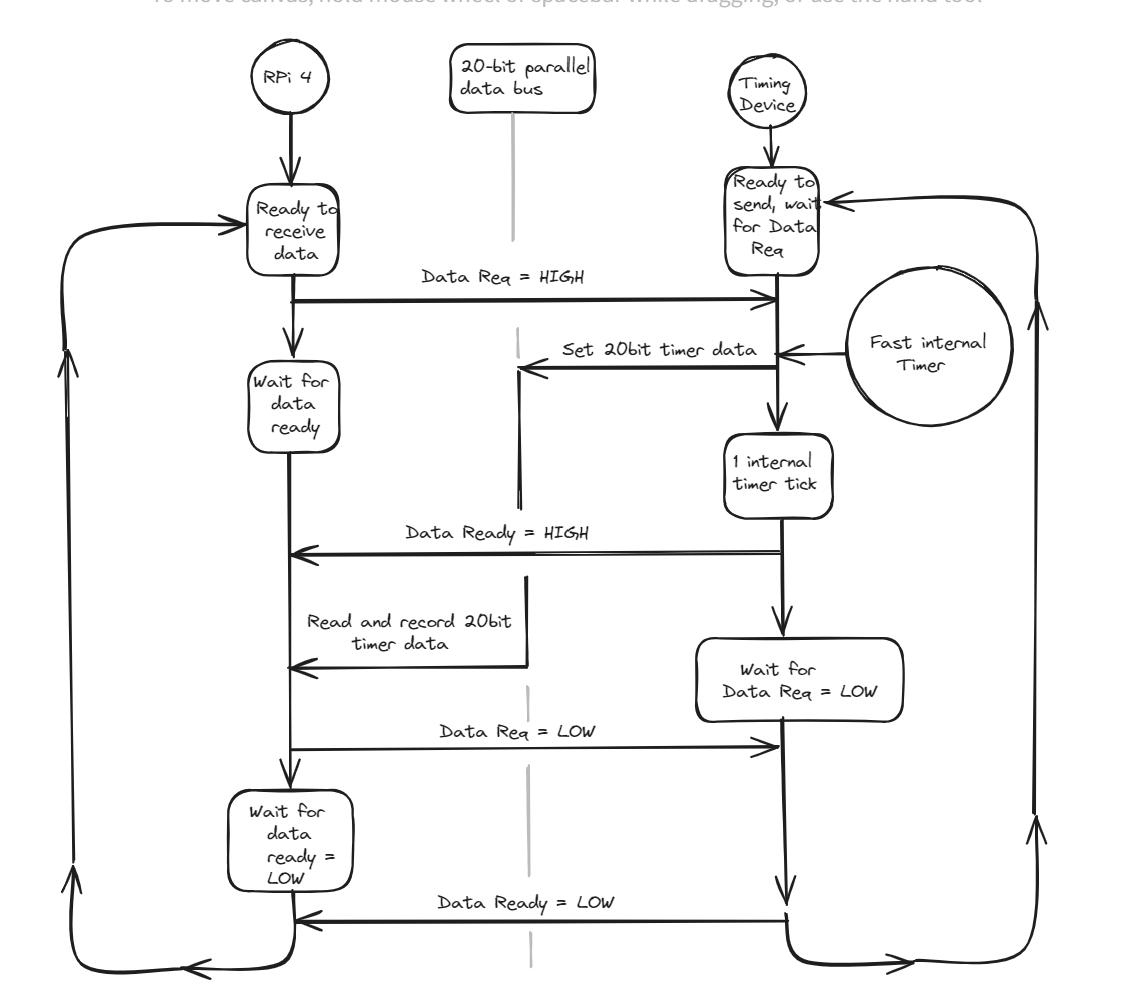 To move canvas, hold mouse wheel or spacebar while dragging, or use the hand tool
RPi 4
20-bit parallel
data bus
Timing
Device
Ready to
receive
data
Ready to
send, wait
for Data
Req
Data Req = HIGH
Set 20bit timer data
Fast internal
Timer
Wait for
data
ready
1 internal
timer tick
Data Ready = HIGH
Read and record 20bit
timer data
Wait for
Data Req = LOW
Data Req = LOW
Wait for
data
ready =
LOW
Data Ready = LOW